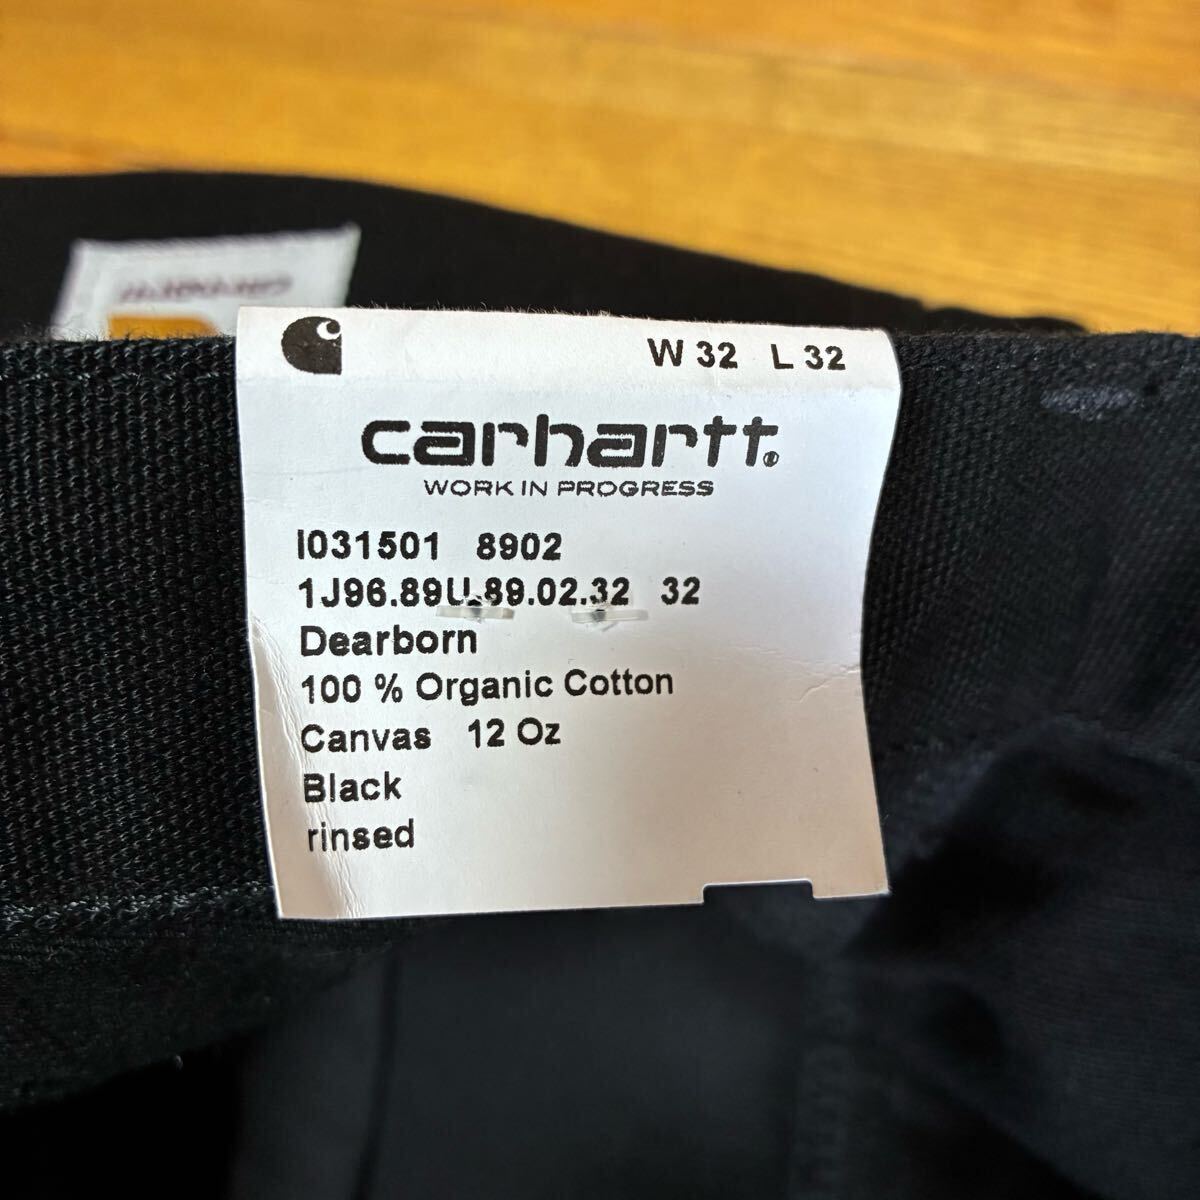 W 32 L 32
carhartt®
WORK IN PROGRESS
I031501 8902
1J96.89U.89.02.32 32
Dearborn
100 % Organic Cotton
Canvas 12 Oz
Black
rinsed